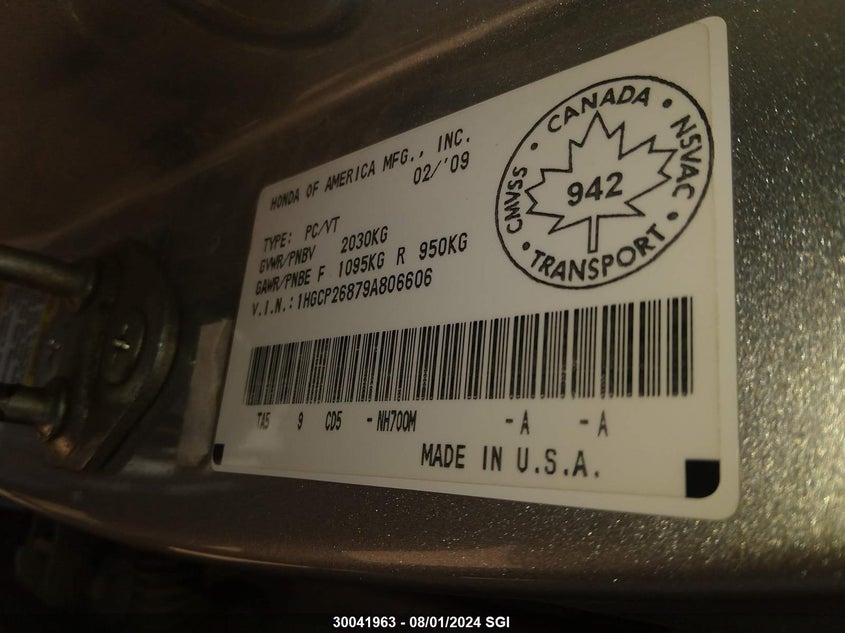 HONDA OF AMERICA MFG., INC.
02/'09
TYPE: PC/VT
GVWR/PNBV 2030KG
GAWR/PNBE F 1095KG R 950KG
V.I.N.: 1HGCP26879A806606
CANADA • NSVAC • TRANSPORT • CMVSS •
942
TA5 9 CD5 -NH700M -A -A
MADE IN U.S.A.
30041963 - 08/01/2024 SGI